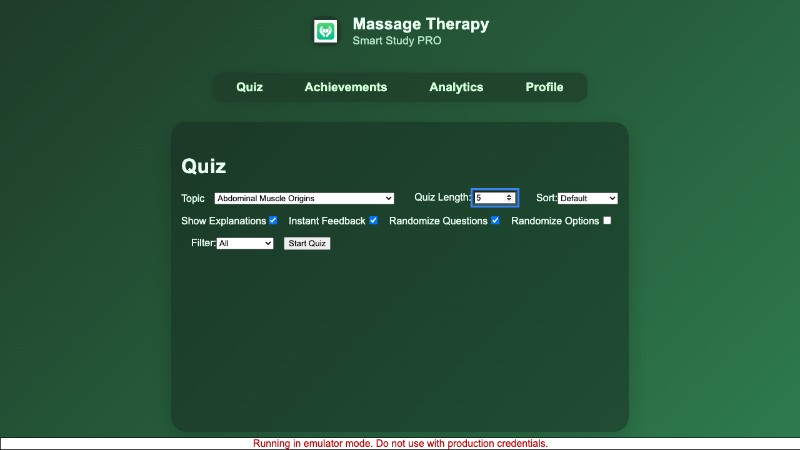 Massage Therapy
Smart Study PRO
Quiz Achievements Analytics Profile
Quiz
Topic Abdominal Muscle Origins Quiz Length: 5 Sort: Default
Show Explanations Instant Feedback Randomize Questions Randomize Options
Filter: All Start Quiz
Running in emulator mode. Do not use with production credentials.